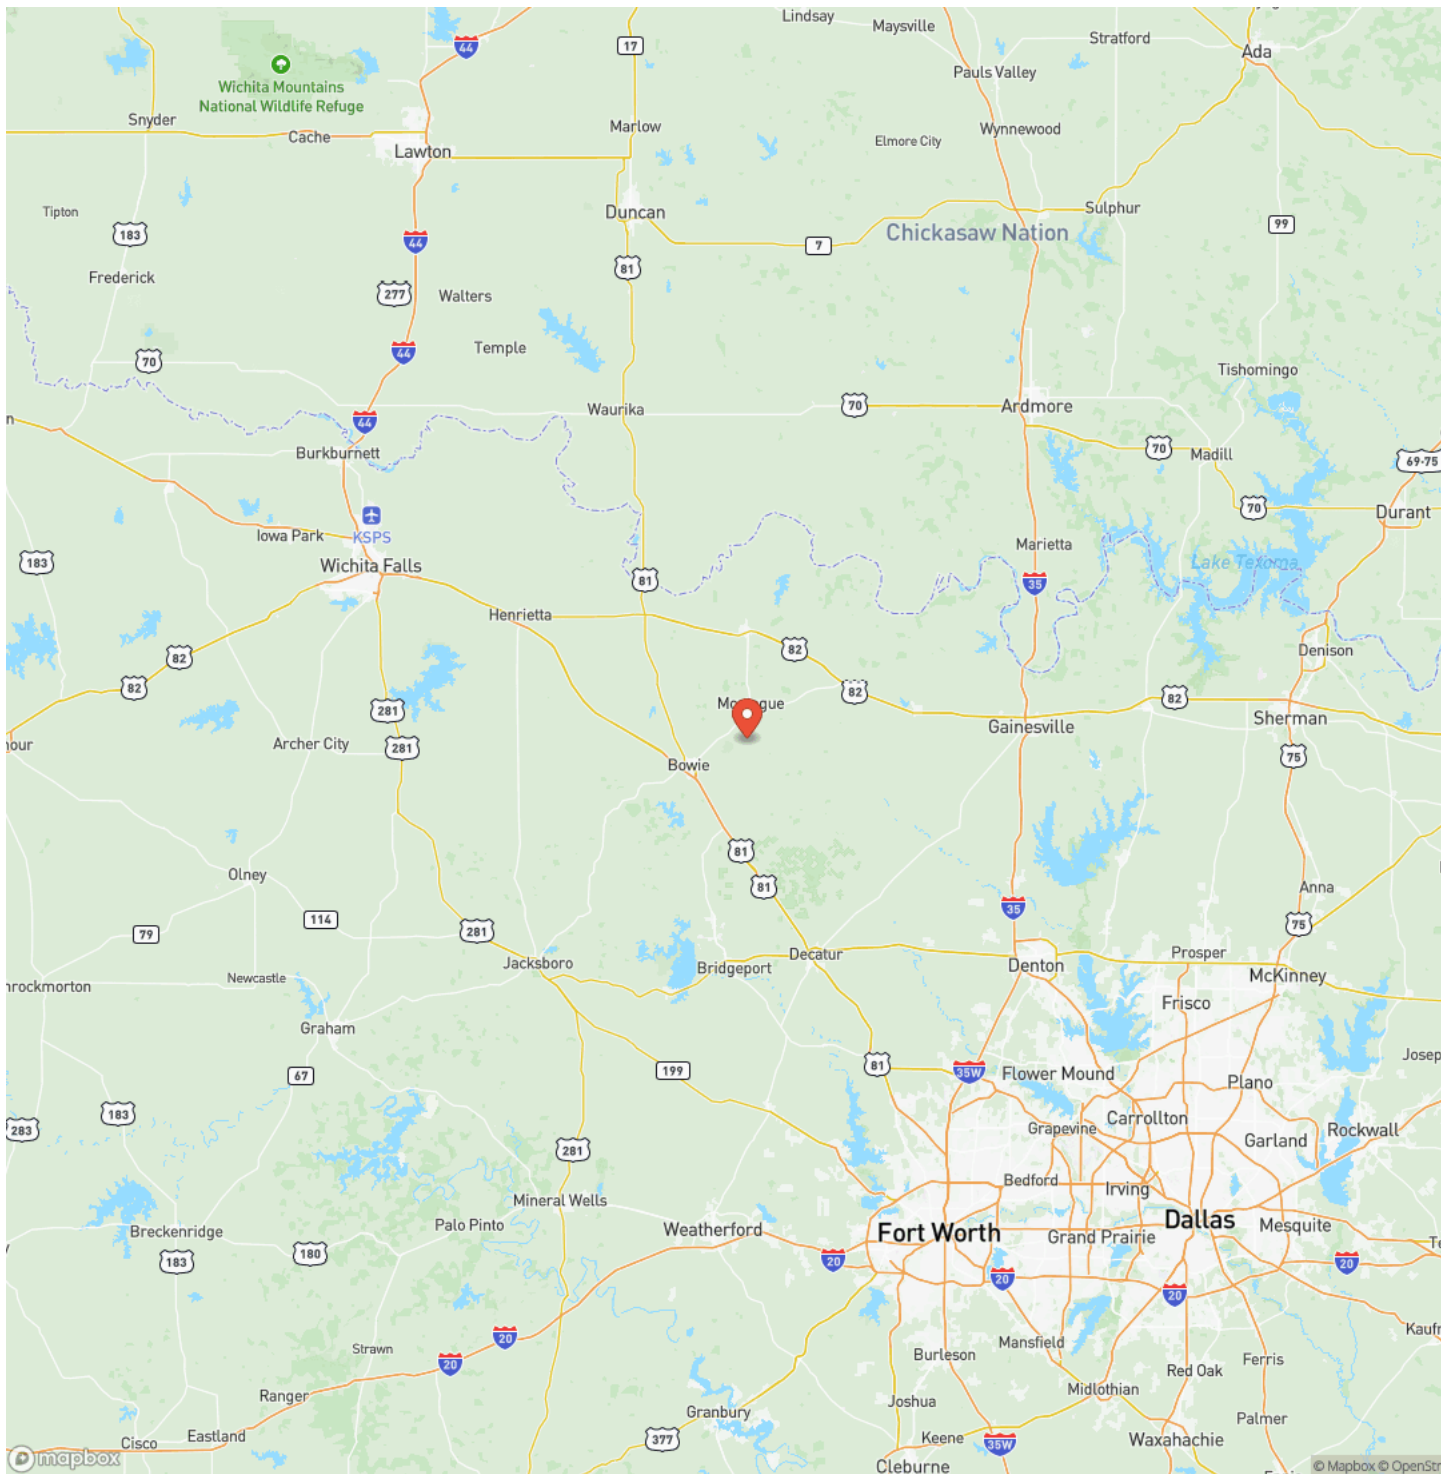 Lindsay
Maysville
Stratford
Ada
44
17
Pauls Valley
Wichita Mountains
National Wildlife Refuge
Snyder
Cache
Lawton
Marlow
Wynnewood
Elmore City
Tipton
183
Duncan
Sulphur
99
44
7
Chickasaw Nation
Frederick
277
Walters
81
70
44
Temple
Tishomingo
44
Waurika
70
Ardmore
Burkburnett
70
Madill
69-75
70
Durant
Iowa Park
KSPS
183
Wichita Falls
81
Marietta
35
Lake Texoma
Henrietta
82
82
82
Denison
281
82
82
Montague
Gainesville
Sherman
Archer City
281
Bowie
75
Olney
81
81
Anna
35
75
114
79
281
Jacksboro
Bridgeport
Decatur
Denton
Prosper
McKinney
Newcastle
Frisco
Graham
199
81
35W
Flower Mound
67
Plano
183
283
Grapevine
Carrollton
Garland
Rockwall
281
Bedford
Irving
Mineral Wells
Palo Pinto
Breckenridge
183
180
Weatherford
20
Fort Worth
Grand Prairie
Dallas
Mesquite
20
20
20
20
20
Strawn
Mansfield
Burleson
Red Oak
Ferris
Ranger
Joshua
Midlothian
Palmer
Granbury
Eastland
Cisco
377
Keene
35W
Waxahachie
Cleburne
mapbox
© Mapbox © OpenStr